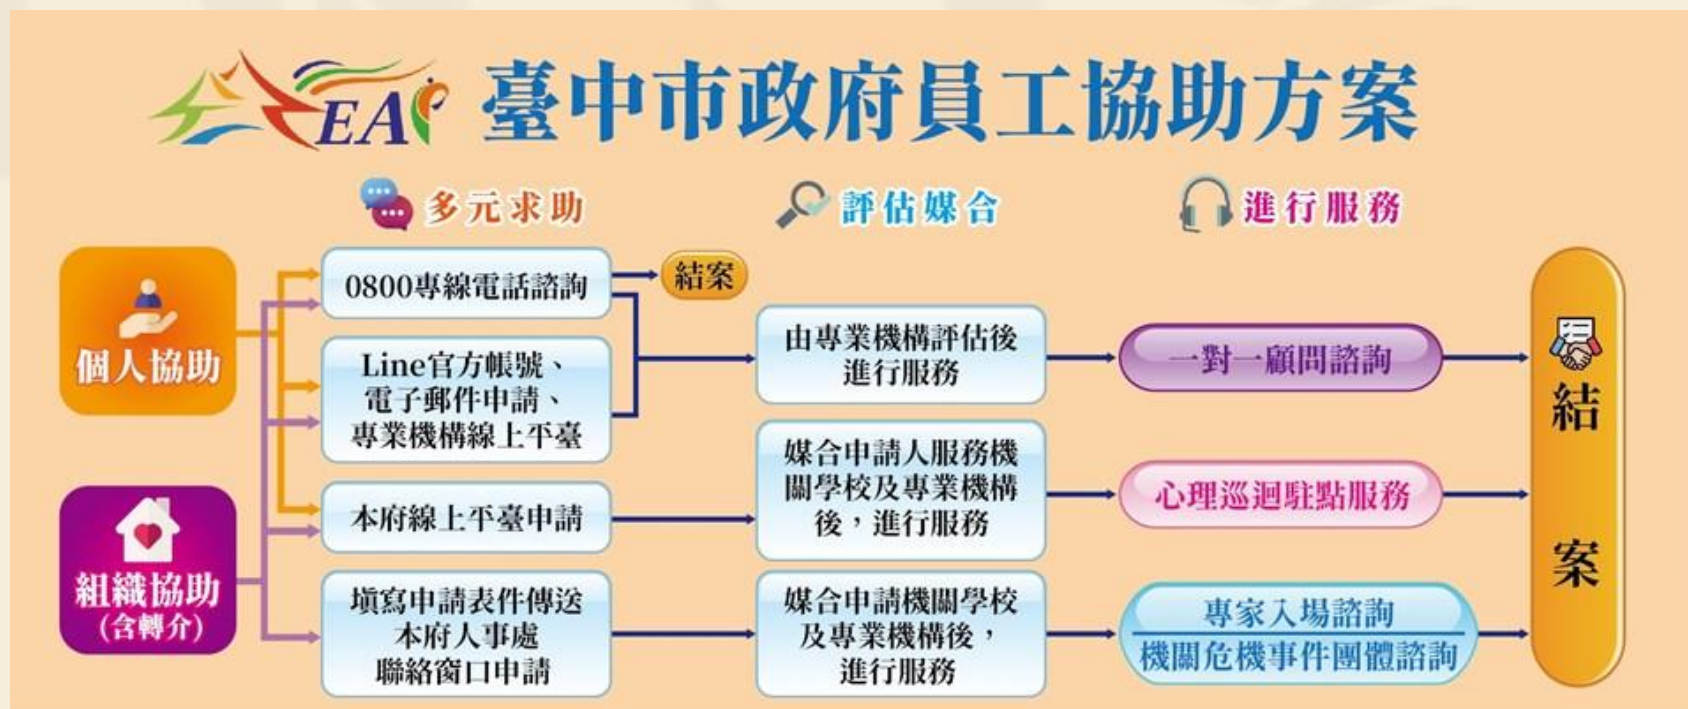 EAP 臺中市政府員工協助方案
多元求助
評估媒合
進行服務
個人協助
組織協助
(含轉介)
0800專線電話諮詢
結案
Line官方帳號、
電子郵件申請、
專業機構線上平臺
本府線上平臺申請
填寫申請表件傳送
本府人事處
聯絡窗口申請
由專業機構評估後
進行服務
媒合申請人服務機
關學校及專業機構
後，進行服務
媒合申請機關學校
及專業機構後，
進行服務
一對一顧問諮詢
心理巡迴駐點服務
專家入場諮詢
機關危機事件團體諮詢
結
案